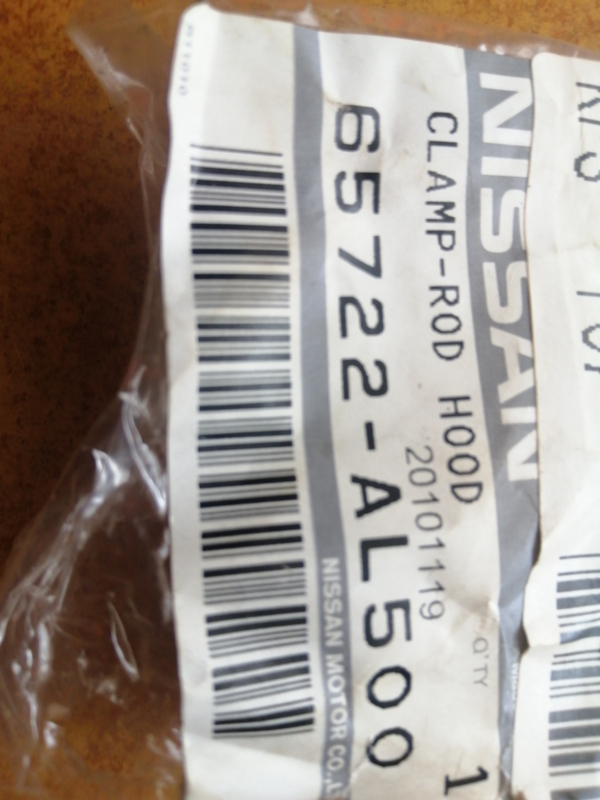 NISSAN
CLAMP-ROD HOOD
20101119
Q'TY
65722-AL500 1
NISSAN MOTOR CO.,